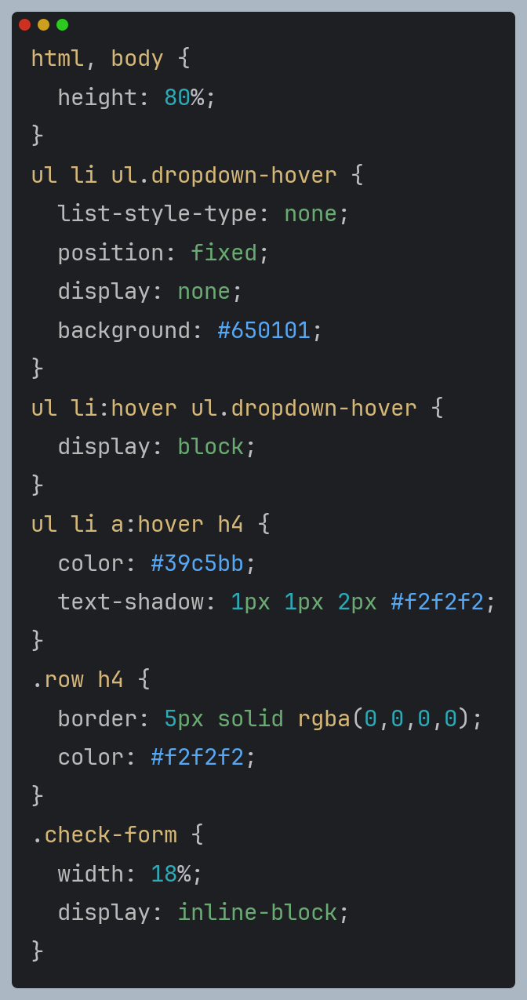 html, body {
  height: 80%;
}
ul li ul.dropdown-hover {
  list-style-type: none;
  position: fixed;
  display: none;
  background: #650101;
}
ul li:hover ul.dropdown-hover {
  display: block;
}
ul li a:hover h4 {
  color: #39c5bb;
  text-shadow: 1px 1px 2px #f2f2f2;
}
.row h4 {
  border: 5px solid rgba(0,0,0,0);
  color: #f2f2f2;
}
.check-form {
  width: 18%;
  display: inline-block;
}